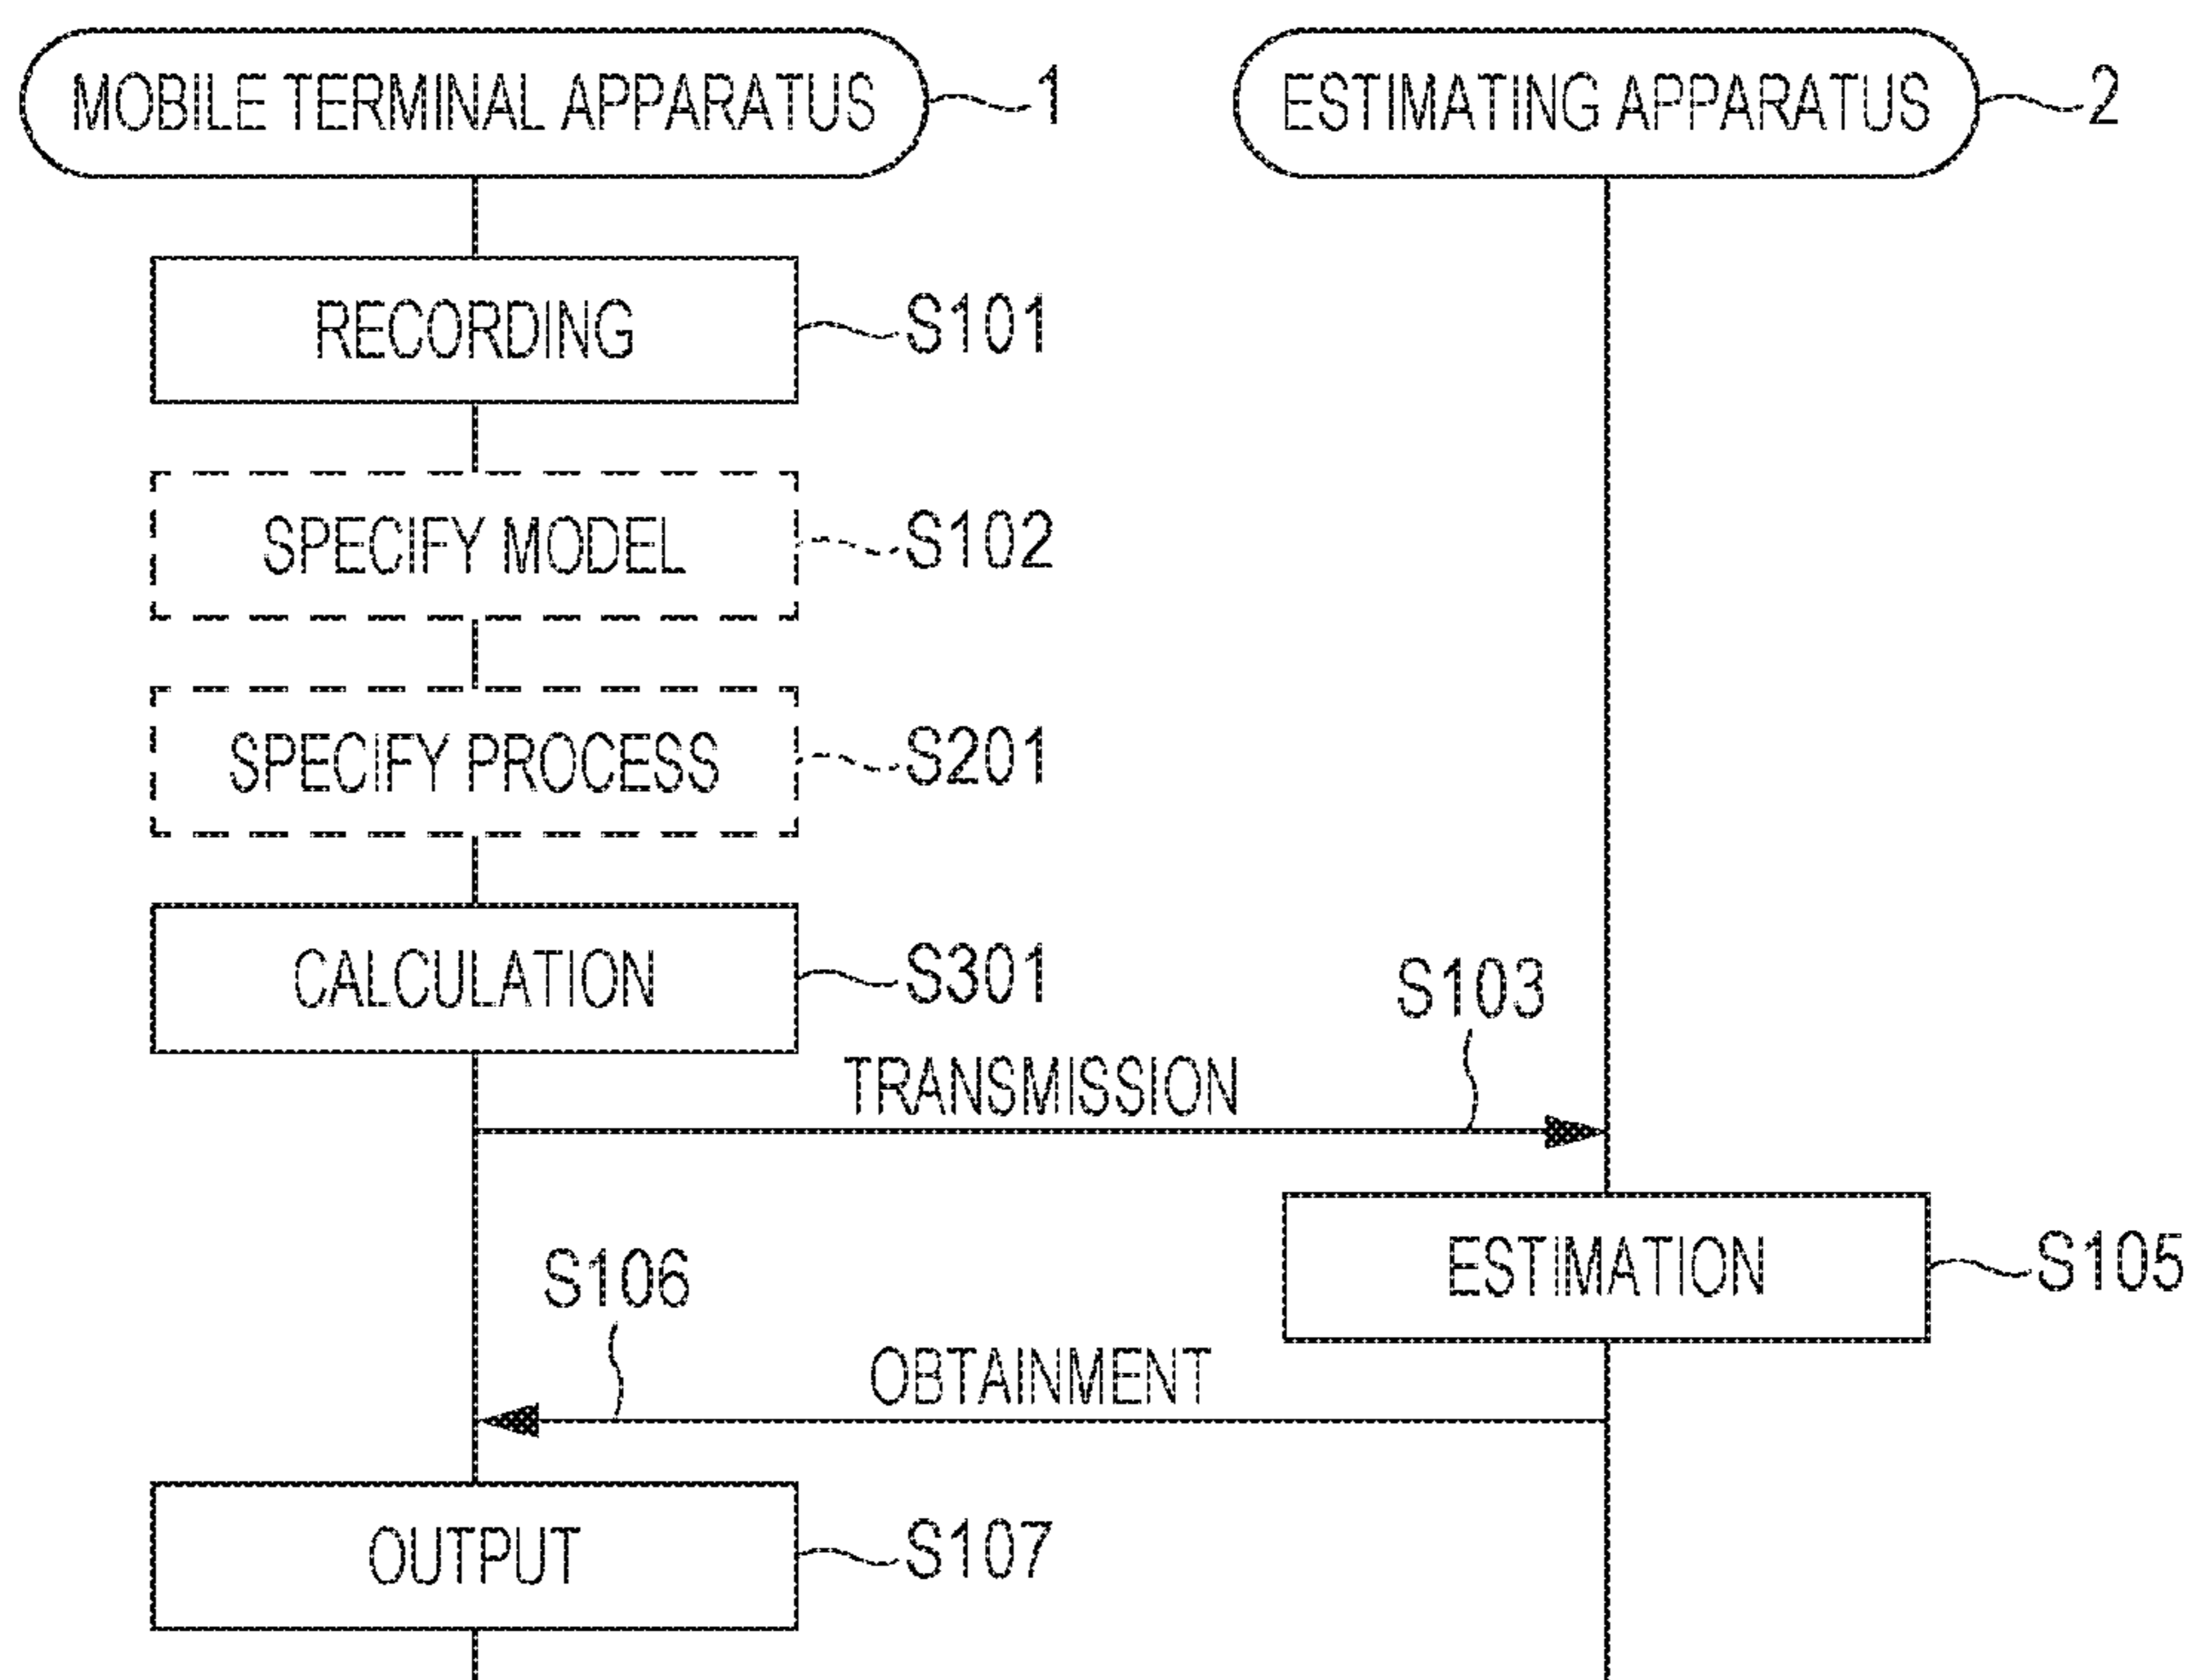 MOBILE TERMINAL APPARATUS 1
ESTIMATING APPARATUS 2
RECORDING S101
SPECIFY MODEL S102
SPECIFY PROCESS S201
CALCULATION S301
S103
TRANSMISSION
ESTIMATION S105
S106
OBTAINMENT
OUTPUT S107